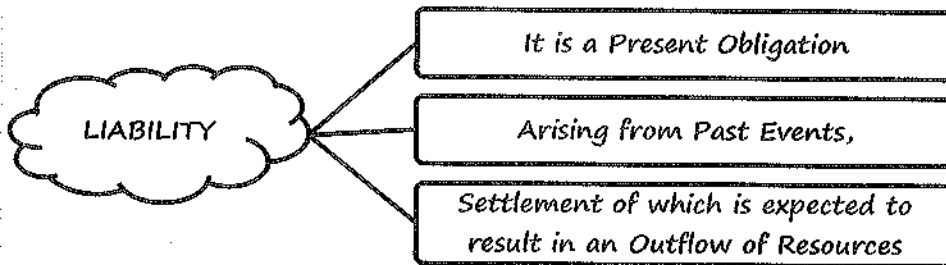 LIABILITY
It is a Present Obligation
Arising from Past Events,
Settlement of which is expected to
result in an Outflow of Resources